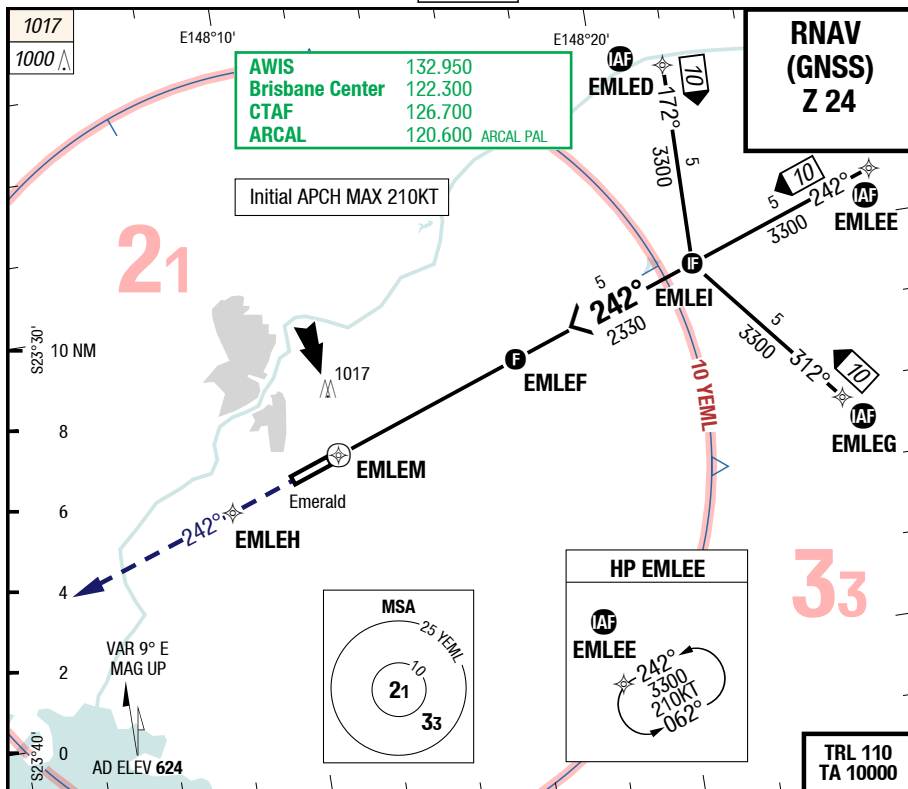 1017
1000
E148°10'
E148°20'
RNAV
(GNSS)
Z 24
AWIS 132.950
Brisbane Center 122.300
CTAF 126.700
ARCAL 120.600 ARCAL PAL
Initial APCH MAX 210KT
IAF
EMLED
10
172°
5
3300
10
5
242°
3300
IAF
EMLEE
21
IF
EMLEI
5
242°
2330
5
3300
312°
10
IAF
EMLEG
S23°30'
10 NM
1017
F
EMLEF
10 YEML
8
EMLEM
Emerald
6
242°
EMLEH
4
33
HP EMLEE
IAF
EMLEE
242°
3300
210KT
062°
MSA
25 YEML
10
21
33
VAR 9° E
MAG UP
2
0
S23°40'
AD ELEV 624
TRL 110
TA 10000